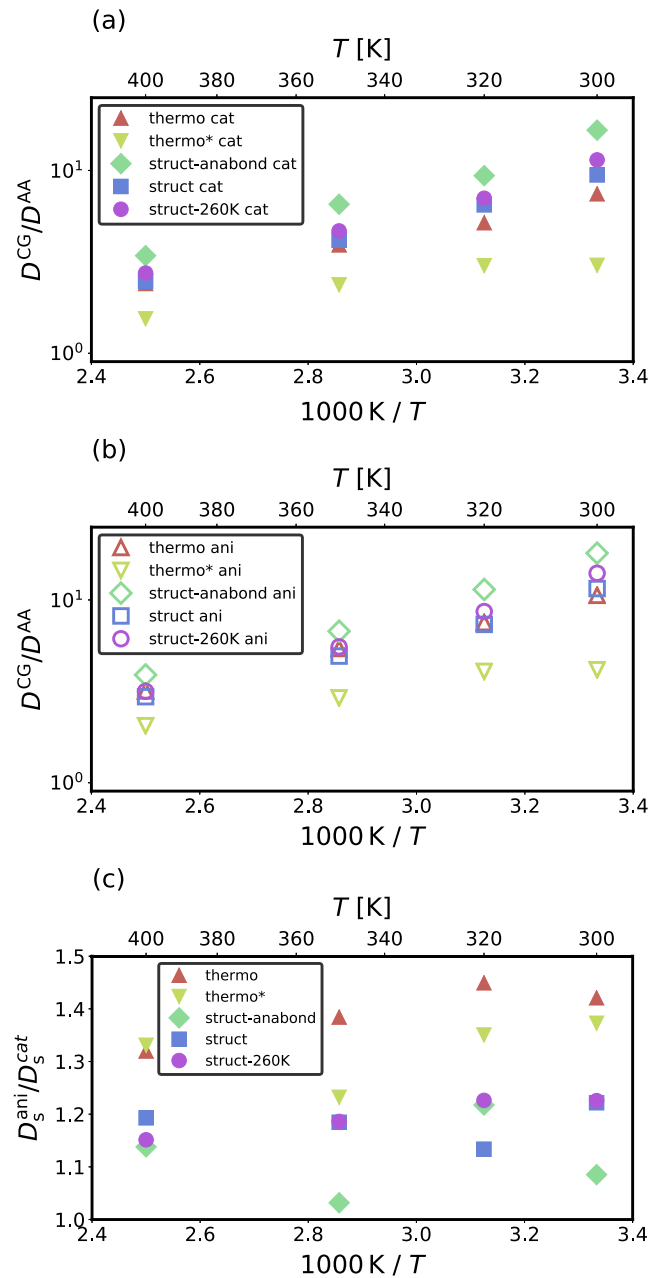 (a)
T [K]
400 380 360 340 320 300
thermo cat
thermo* cat
struct-anabond cat
struct cat
struct-260K cat
D^CG/D^AA
10^1
10^0
2.4 2.6 2.8 3.0 3.2 3.4
1000 K / T
(b)
T [K]
400 380 360 340 320 300
thermo ani
thermo* ani
struct-anabond ani
struct ani
struct-260K ani
D^CG/D^AA
10^1
10^0
2.4 2.6 2.8 3.0 3.2 3.4
1000 K / T
(c)
T [K]
400 380 360 340 320 300
thermo
thermo*
struct-anabond
struct
struct-260K
D_s^ani/D_s^cat
1.5
1.4
1.3
1.2
1.1
1.0
2.4 2.6 2.8 3.0 3.2 3.4
1000 K / T